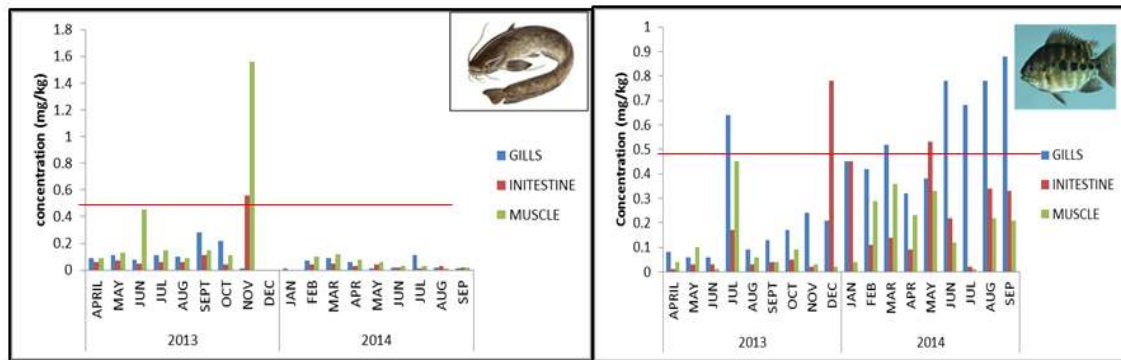 concentration (mg/kg)
1.8
1.6
1.4
1.2
1
0.8
0.6
0.4
0.2
0
GILLS
INITESTINE
MUSCLE
APRIL MAY JUN JUL AUG SEPT OCT NOV DEC JAN FEB MAR APR MAY JUN JUL AUG SEP
2013 2014
Concentration (mg/kg)
1
0.9
0.8
0.7
0.6
0.5
0.4
0.3
0.2
0.1
0
GILLS
INITESTINE
MUSCLE
APRIL MAY JUN JUL AUG SEPT OCT NOV DEC JAN FEB MAR APR MAY JUN JUL AUG SEP
2013 2014